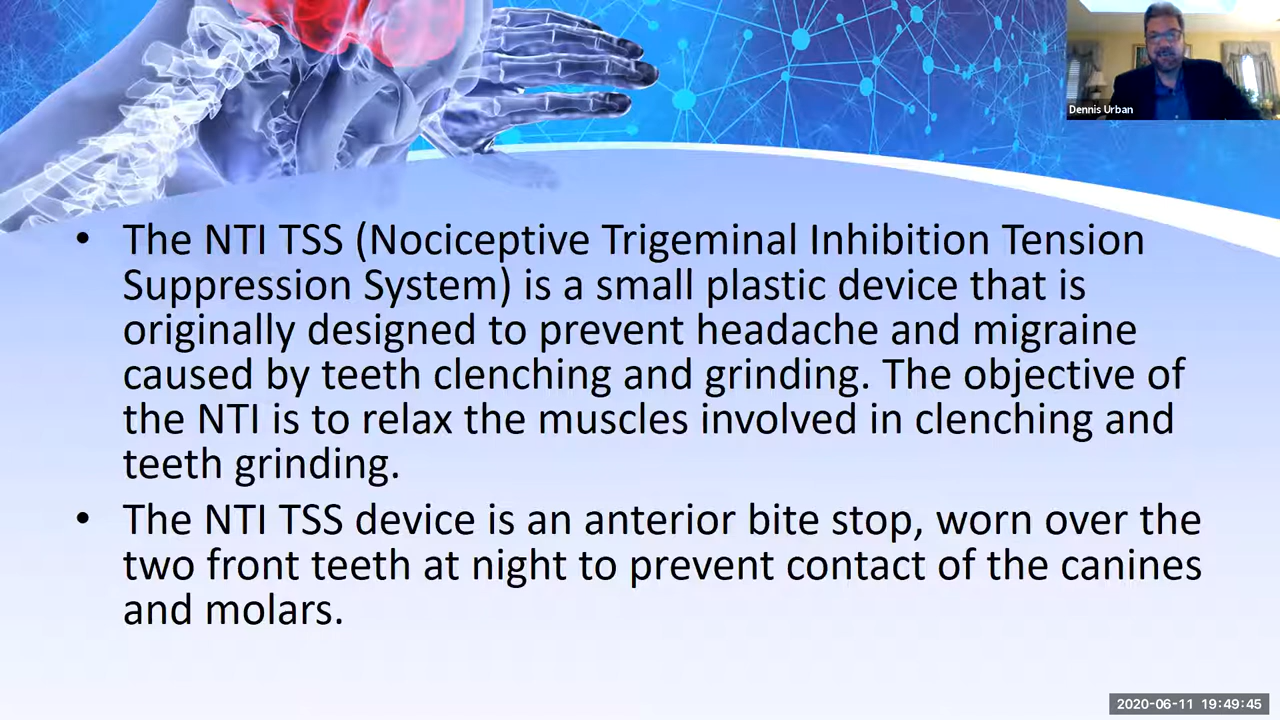 Dennis Urban
• The NTI TSS (Nociceptive Trigeminal Inhibition Tension
Suppression System) is a small plastic device that is
originally designed to prevent headache and migraine
caused by teeth clenching and grinding. The objective of
the NTI is to relax the muscles involved in clenching and
teeth grinding.
• The NTI TSS device is an anterior bite stop, worn over the
two front teeth at night to prevent contact of the canines
and molars.
2020-06-11 19:49:45